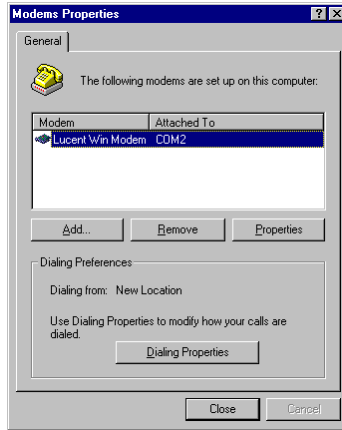 Modems Properties
General
The following modems are set up on this computer:
Modem Attached To
Lucent Win Modem COM2
Add... Remove Properties
Dialing Preferences
Dialing from: New Location
Use Dialing Properties to modify how your calls are
dialed.
Dialing Properties
Close Cancel